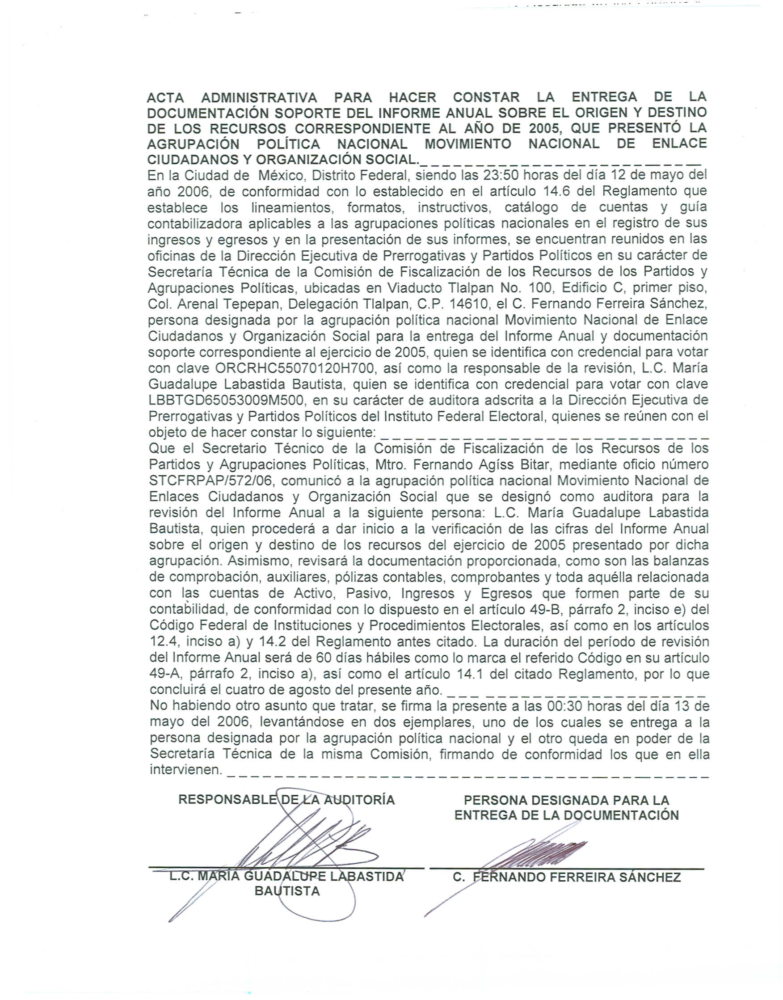 ACTA ADMINISTRATIVA PARA HACER CONSTAR LA ENTREGA DE LA
DOCUMENTACIÓN SOPORTE DEL INFORME ANUAL SOBRE EL ORIGEN Y DESTINO
DE LOS RECURSOS CORRESPONDIENTE AL AÑO DE 2005, QUE PRESENTÓ LA
AGRUPACIÓN POLÍTICA NACIONAL MOVIMIENTO NACIONAL DE ENLACE
CIUDADANOS Y ORGANIZACIÓN SOCIAL.
En la Ciudad de México, Distrito Federal, siendo las 23:50 horas del día 12 de mayo del
año 2006, de conformidad con lo establecido en el artículo 14.6 del Reglamento que
establece los lineamientos, formatos, instructivos, catálogo de cuentas y guía
contabilizadora aplicables a las agrupaciones políticas nacionales en el registro de sus
ingresos y egresos y en la presentación de sus informes, se encuentran reunidos en las
oficinas de la Dirección Ejecutiva de Prerrogativas y Partidos Políticos en su carácter de
Secretaría Técnica de la Comisión de Fiscalización de los Recursos de los Partidos y
Agrupaciones Políticas, ubicadas en Viaducto Tlalpan No. 100, Edificio C, primer piso,
Col. Arenal Tepepan, Delegación Tlalpan, C.P. 14610, el C. Fernando Ferreira Sánchez,
persona designada por la agrupación política nacional Movimiento Nacional de Enlace
Ciudadanos y Organización Social para la entrega del Informe Anual y documentación
soporte correspondiente al ejercicio de 2005, quien se identifica con credencial para votar
con clave ORCRHC55070120H700, así como la responsable de la revisión, L.C. María
Guadalupe Labastida Bautista, quien se identifica con credencial para votar con clave
LBBTGD65053009M500, en su carácter de auditora adscrita a la Dirección Ejecutiva de
Prerrogativas y Partidos Políticos del Instituto Federal Electoral, quienes se reúnen con el
objeto de hacer constar lo siguiente:
Que el Secretario Técnico de la Comisión de Fiscalización de los Recursos de los
Partidos y Agrupaciones Políticas, Mtro. Fernando Agíss Bitar, mediante oficio número
STCFRPAP/572/06, comunicó a la agrupación política nacional Movimiento Nacional de
Enlaces Ciudadanos y Organización Social que se designó como auditora para la
revisión del Informe Anual a la siguiente persona: L.C. María Guadalupe Labastida
Bautista, quien procederá a dar inicio a la verificación de las cifras del Informe Anual
sobre el origen y destino de los recursos del ejercicio de 2005 presentado por dicha
agrupación. Asimismo, revisará la documentación proporcionada, como son las balanzas
de comprobación, auxiliares, pólizas contables, comprobantes y toda aquélla relacionada
con las cuentas de Activo, Pasivo, Ingresos y Egresos que formen parte de su
contabilidad, de conformidad con lo dispuesto en el artículo 49-B, párrafo 2, inciso e) del
Código Federal de Instituciones y Procedimientos Electorales, así como en los artículos
12.4, inciso a) y 14.2 del Reglamento antes citado. La duración del período de revisión
del Informe Anual será de 60 días hábiles como lo marca el referido Código en su artículo
49-A, párrafo 2, inciso a), así como el artículo 14.1 del citado Reglamento, por lo que
concluirá el cuatro de agosto del presente año.
No habiendo otro asunto que tratar, se firma la presente a las 00:30 horas del día 13 de
mayo del 2006, levantándose en dos ejemplares, uno de los cuales se entrega a la
persona designada por la agrupación política nacional y el otro queda en poder de la
Secretaría Técnica de la misma Comisión, firmando de conformidad los que en ella
intervienen.
RESPONSABLE DE LA AUDITORÍA
L.C. MARÍA GUADALUPE LABASTIDA
BAUTISTA
PERSONA DESIGNADA PARA LA
ENTREGA DE LA DOCUMENTACIÓN
C. FERNANDO FERREIRA SÁNCHEZ